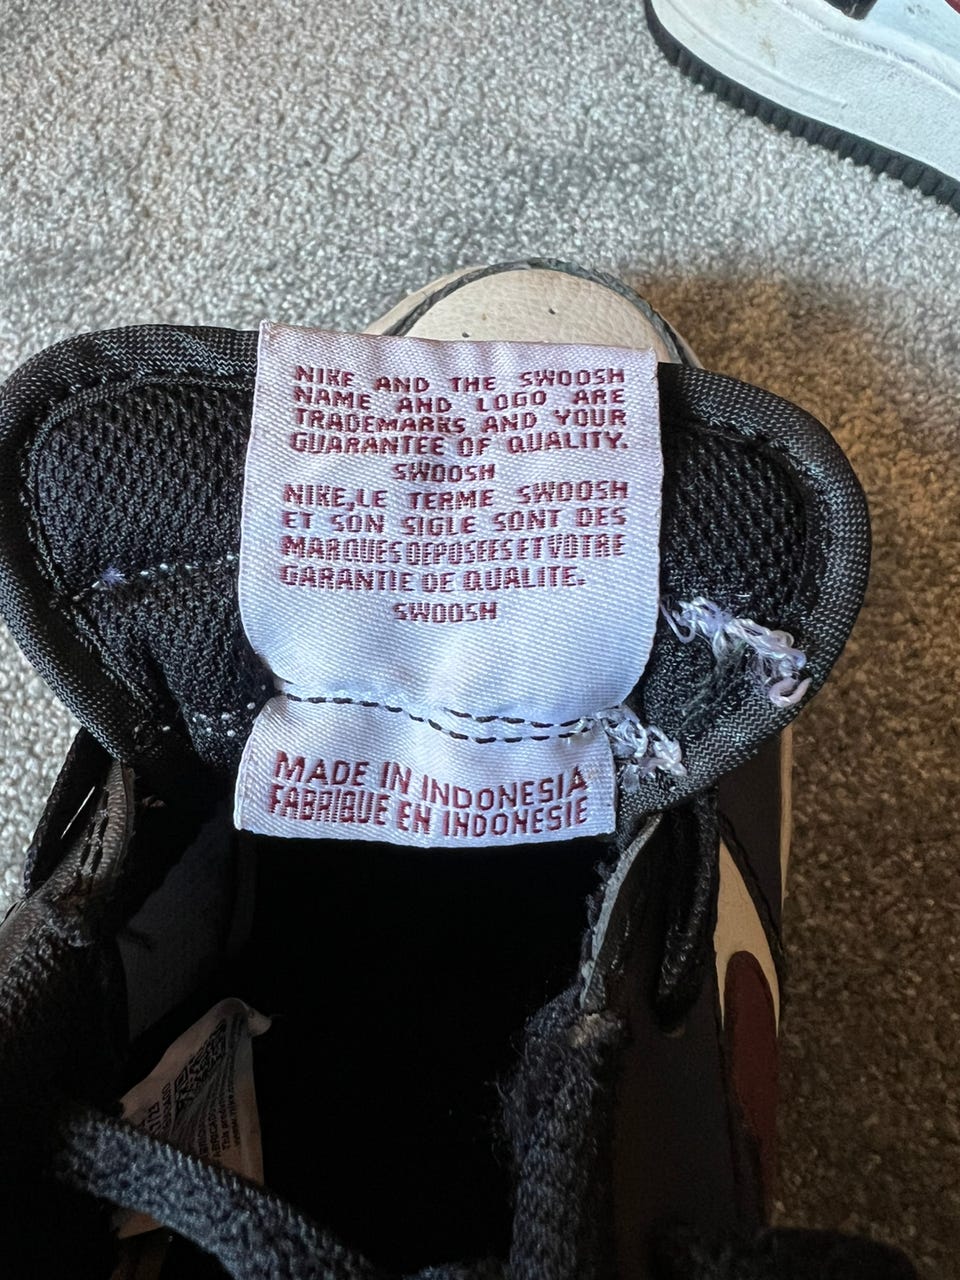 NIKE AND THE SWOOSH
NAME AND LOGO ARE
TRADEMARKS AND YOUR
GUARANTEE OF QUALITY.
SWOOSH
NIKE,LE TERME SWOOSH
ET SON SIGLE SONT DES
MARQUES DEPOSEES ET VOTRE
GARANTIE DE QUALITE.
SWOOSH
MADE IN INDONESIA
FABRIQUE EN INDONESIE